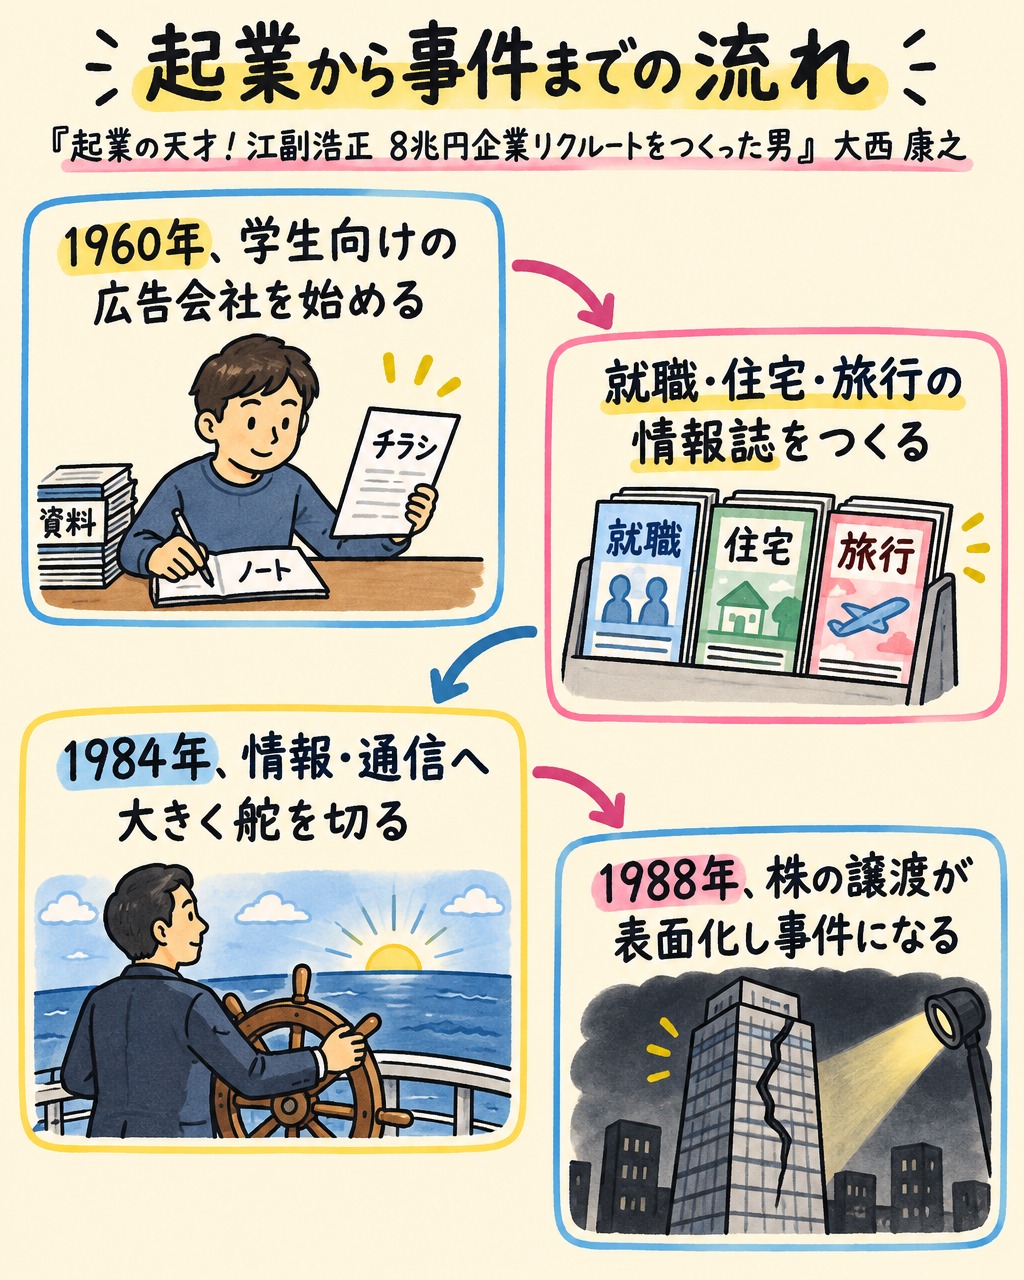 起業から事件までの流れ
『起業の天才！江副浩正 8兆円企業リクルートをつくった男』大西 康之
1960年、学生向けの
広告会社を始める
チラシ
資料
ノート
就職・住宅・旅行の
情報誌をつくる
就職
住宅
旅行
1984年、情報・通信へ
大きく舵を切る
1988年、株の譲渡が
表面化し事件になる